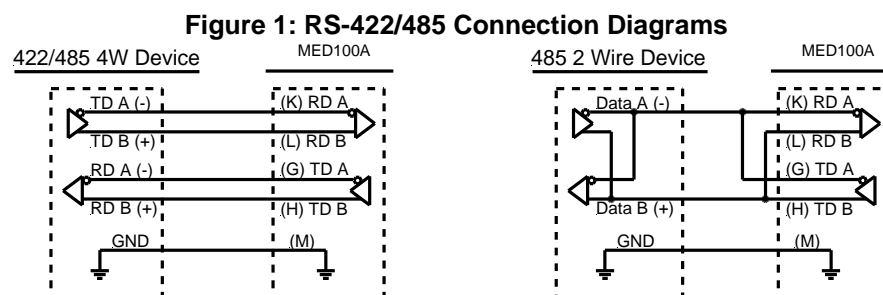 Figure 1: RS-422/485 Connection Diagrams
422/485 4W Device
MED100A
TD A (-)
(K) RD A
TD B (+)
(L) RD B
RD A (-)
(G) TD A
RD B (+)
(H) TD B
GND
(M)
485 2 Wire Device
MED100A
Data A (-)
(K) RD A
(L) RD B
(G) TD A
Data B (+)
(H) TD B
GND
(M)